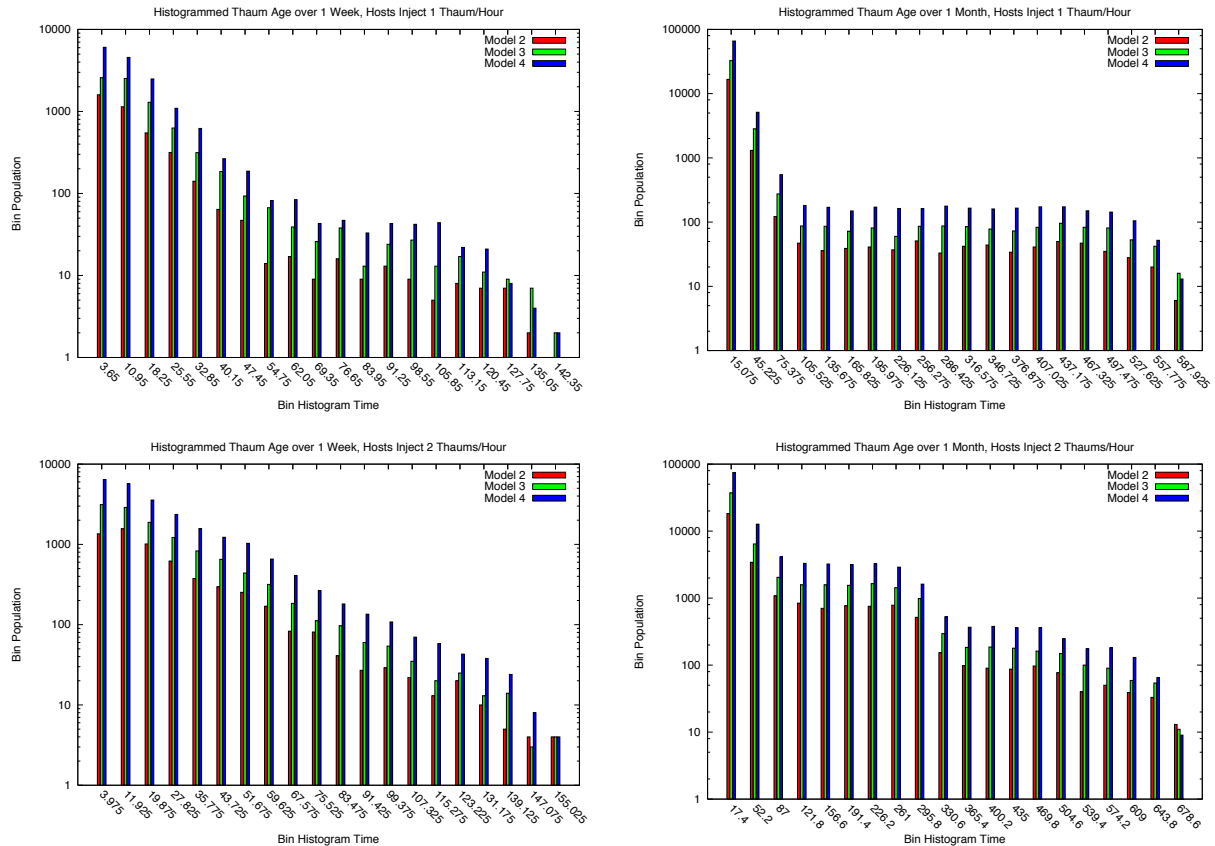 Histogrammed Thaum Age over 1 Week, Hosts Inject 1 Thaum/Hour
10000
1000
100
10
1
Bin Population
Model 2
Model 3
Model 4
3.65 10.95 18.25 25.55 32.85 40.15 47.45 54.75 62.05 69.35 76.65 83.95 91.25 98.55 105.85 113.15 120.45 127.75 135.05 142.35
Bin Histogram Time
Histogrammed Thaum Age over 1 Month, Hosts Inject 1 Thaum/Hour
100000
10000
1000
100
10
1
Bin Population
Model 2
Model 3
Model 4
15.075 45.225 75.375 105.525 135.675 165.825 195.975 226.125 256.275 286.425 316.575 346.725 376.875 407.025 437.175 467.325 497.475 527.625 557.775 587.925
Bin Histogram Time
Histogrammed Thaum Age over 1 Week, Hosts Inject 2 Thaums/Hour
10000
1000
100
10
1
Bin Population
Model 2
Model 3
Model 4
3.975 11.925 19.875 27.825 35.775 43.725 51.675 59.625 67.575 75.525 83.475 91.425 99.375 107.325 115.275 123.225 131.175 139.125 147.075 155.025
Bin Histogram Time
Histogrammed Thaum Age over 1 Month, Hosts Inject 2 Thaums/Hour
100000
10000
1000
100
10
1
Bin Population
Model 2
Model 3
Model 4
17.4 52.2 87 121.8 156.6 191.4 226.2 261 295.8 330.6 365.4 400.2 435 469.8 504.6 539.4 574.2 609 643.8 678.6
Bin Histogram Time